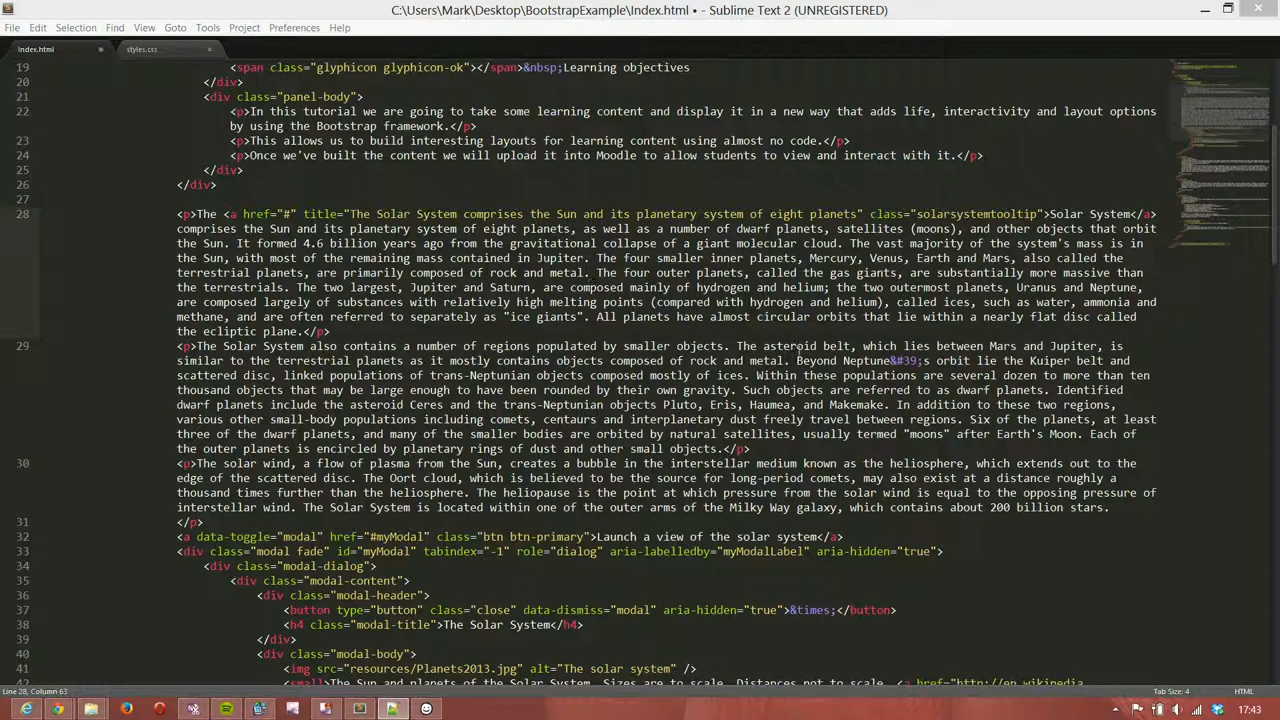 C:\Users\Mark\Desktop\BootstrapExample\Index.html • - Sublime Text 2 (UNREGISTERED)
File Edit Selection Find View Goto Tools Project Preferences Help
Index.html styles.css
19 <span class="glyphicon glyphicon-ok"></span>&nbsp;Learning objectives
20 </div>
21 <div class="panel-body">
22 <p>In this tutorial we are going to take some learning content and display it in a new way that adds life, interactivity and layout options
by using the Bootstrap framework.</p>
23 <p>This allows us to build interesting layouts for learning content using almost no code.</p>
24 <p>Once we've built the content we will upload it into Moodle to allow students to view and interact with it.</p>
25 </div>
26 </div>
27
28 <p>The <a href="#" title="The Solar System comprises the Sun and its planetary system of eight planets" class="solarsystemtooltip">Solar System</a>
comprises the Sun and its planetary system of eight planets, as well as a number of dwarf planets, satellites (moons), and other objects that orbit
the Sun. It formed 4.6 billion years ago from the gravitational collapse of a giant molecular cloud. The vast majority of the system's mass is in
the Sun, with most of the remaining mass contained in Jupiter. The four smaller inner planets, Mercury, Venus, Earth and Mars, also called the
terrestrial planets, are primarily composed of rock and metal. The four outer planets, called the gas giants, are substantially more massive than
the terrestrials. The two largest, Jupiter and Saturn, are composed mainly of hydrogen and helium; the two outermost planets, Uranus and Neptune,
are composed largely of substances with relatively high melting points (compared with hydrogen and helium), called ices, such as water, ammonia and
methane, and are often referred to separately as "ice giants". All planets have almost circular orbits that lie within a nearly flat disc called
the ecliptic plane.</p>
29 <p>The Solar System also contains a number of regions populated by smaller objects. The asteroid belt, which lies between Mars and Jupiter, is
similar to the terrestrial planets as it mostly contains objects composed of rock and metal. Beyond Neptune&#39;s orbit lie the Kuiper belt and
scattered disc, linked populations of trans-Neptunian objects composed mostly of ices. Within these populations are several dozen to more than ten
thousand objects that may be large enough to have been rounded by their own gravity. Such objects are referred to as dwarf planets. Identified
dwarf planets include the asteroid Ceres and the trans-Neptunian objects Pluto, Eris, Haumea, and Makemake. In addition to these two regions,
various other small-body populations including comets, centaurs and interplanetary dust freely travel between regions. Six of the planets, at least
three of the dwarf planets, and many of the smaller bodies are orbited by natural satellites, usually termed "moons" after Earth's Moon. Each of
the outer planets is encircled by planetary rings of dust and other small objects.</p>
30 <p>The solar wind, a flow of plasma from the Sun, creates a bubble in the interstellar medium known as the heliosphere, which extends out to the
edge of the scattered disc. The Oort cloud, which is believed to be the source for long-period comets, may also exist at a distance roughly a
thousand times further than the heliosphere. The heliopause is the point at which pressure from the solar wind is equal to the opposing pressure of
interstellar wind. The Solar System is located within one of the outer arms of the Milky Way galaxy, which contains about 200 billion stars.
31 </p>
32 <a data-toggle="modal" href="#myModal" class="btn btn-primary">Launch a view of the solar system</a>
33 <div class="modal fade" id="myModal" tabindex="-1" role="dialog" aria-labelledby="myModalLabel" aria-hidden="true">
34 <div class="modal-dialog">
35 <div class="modal-content">
36 <div class="modal-header">
37 <button type="button" class="close" data-dismiss="modal" aria-hidden="true">&times;</button>
38 <h4 class="modal-title">The Solar System</h4>
39 </div>
40 <div class="modal-body">
41 <img src="resources/Planets2013.jpg" alt="The solar system" />
42 <small>The Sun and planets of the Solar System. Sizes are to scale. Distances not to scale. <a href="http://en.wikipedia.
Line 28, Column 63 Tab Size: 4 HTML
17:43